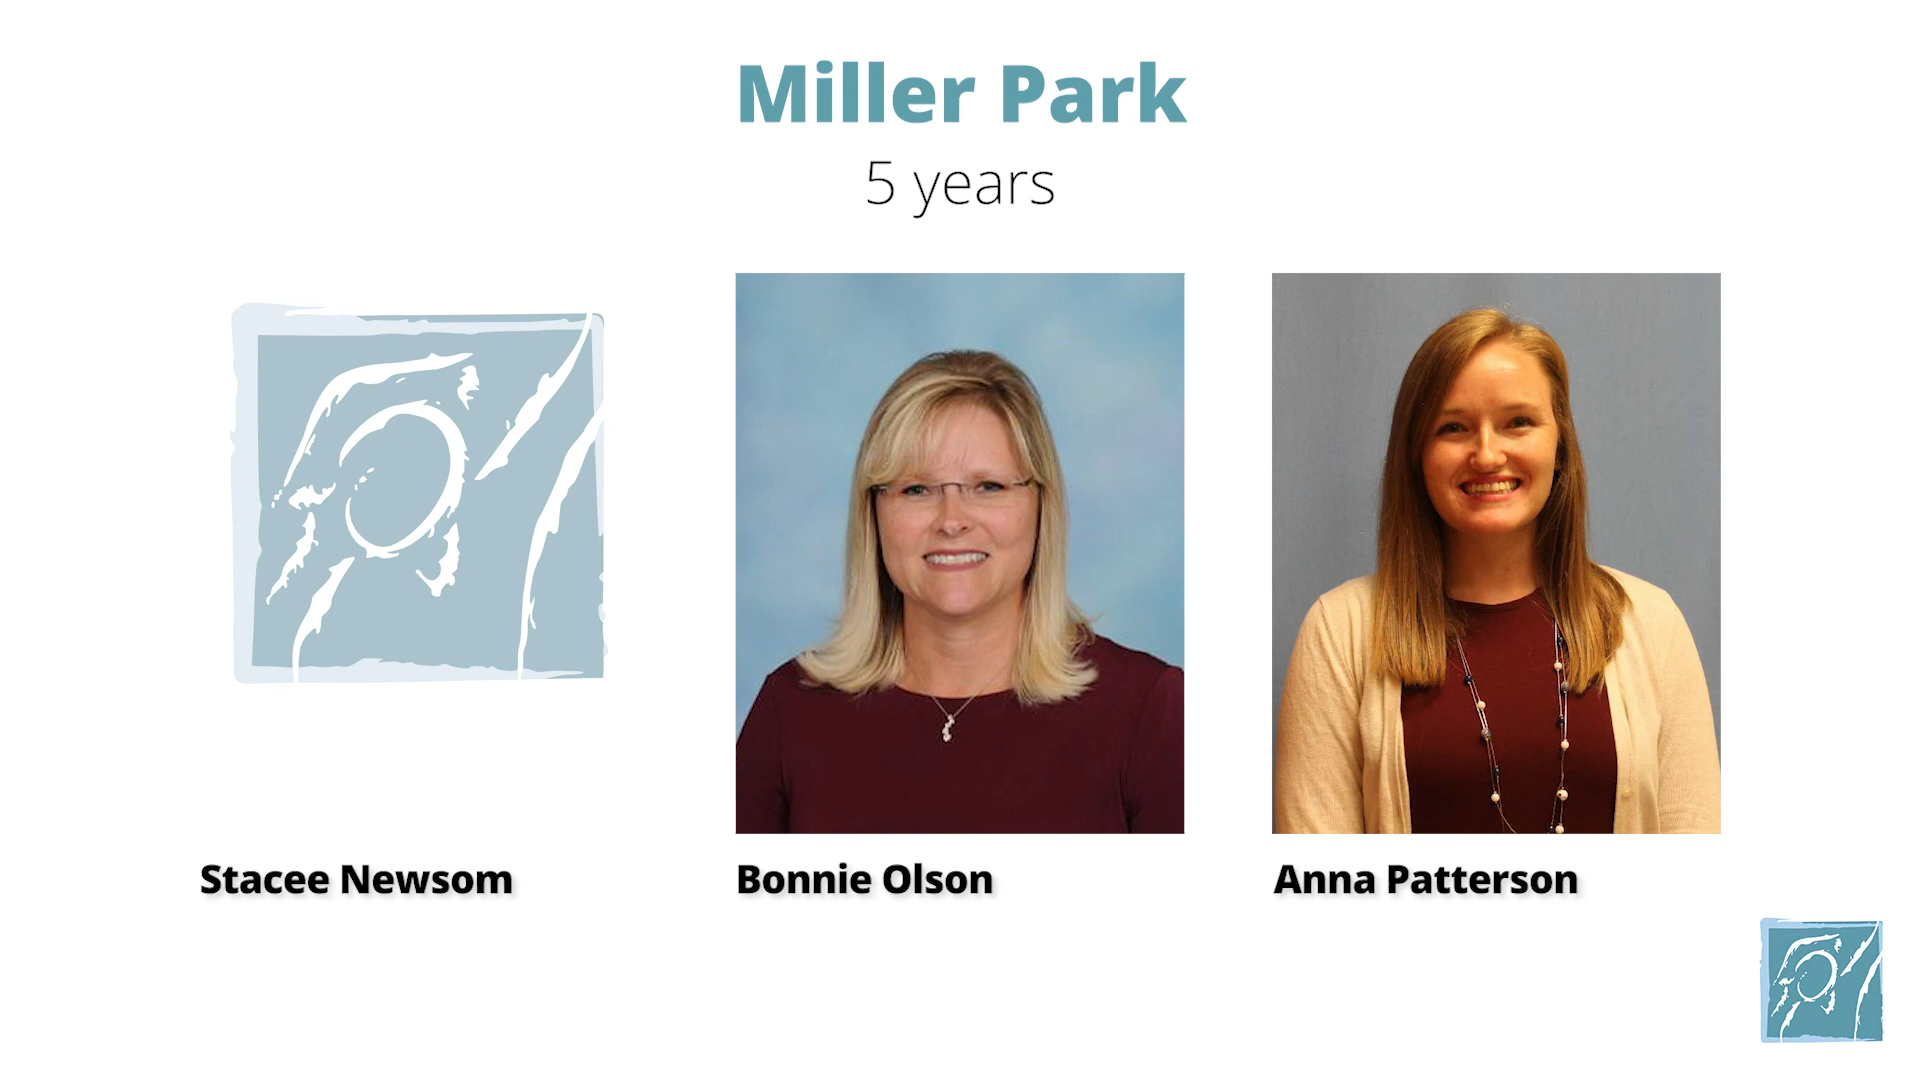 Miller Park
5 years
Stacee Newsom
Bonnie Olson
Anna Patterson